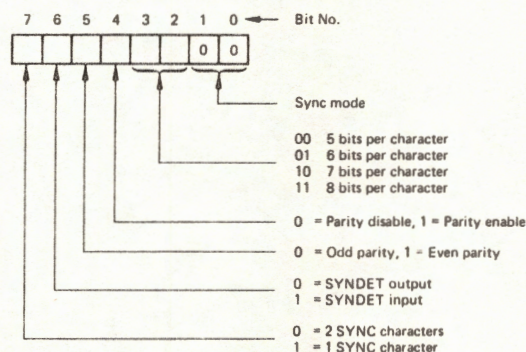 7 6 5 4 3 2 1 0 Bit No.
0 0
Sync mode
00 5 bits per character
01 6 bits per character
10 7 bits per character
11 8 bits per character
0 = Parity disable, 1 = Parity enable
0 = Odd parity, 1 = Even parity
0 = SYNDET output
1 = SYNDET input
0 = 2 SYNC characters
1 = 1 SYNC character